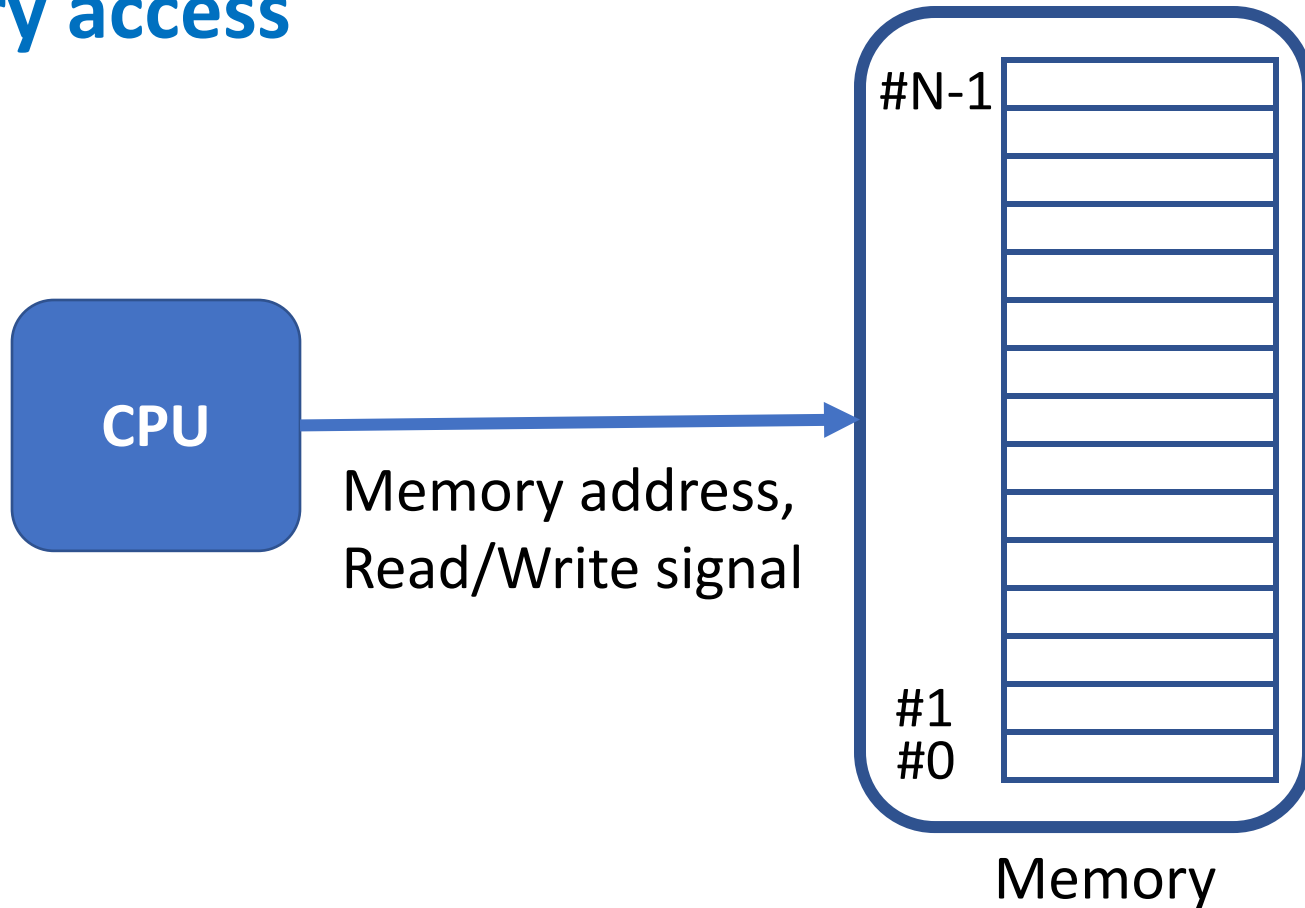 access
#N-1
CPU
Memory address,
Read/Write signal
#1
#0
Memory